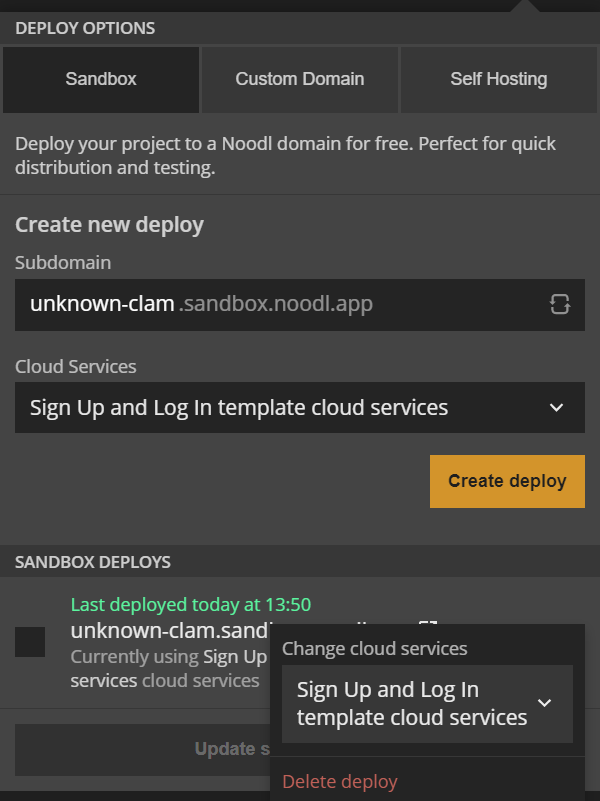 DEPLOY OPTIONS
Sandbox
Custom Domain
Self Hosting
Deploy your project to a Noodl domain for free. Perfect for quick
distribution and testing.
Create new deploy
Subdomain
unknown-clam.sandbox.noodl.app
Cloud Services
Sign Up and Log In template cloud services
Create deploy
SANDBOX DEPLOYS
Last deployed today at 13:50
unknown-clam.sand
Currently using Sign Up
services cloud services
Update s
Change cloud services
Sign Up and Log In
template cloud services
Delete deploy